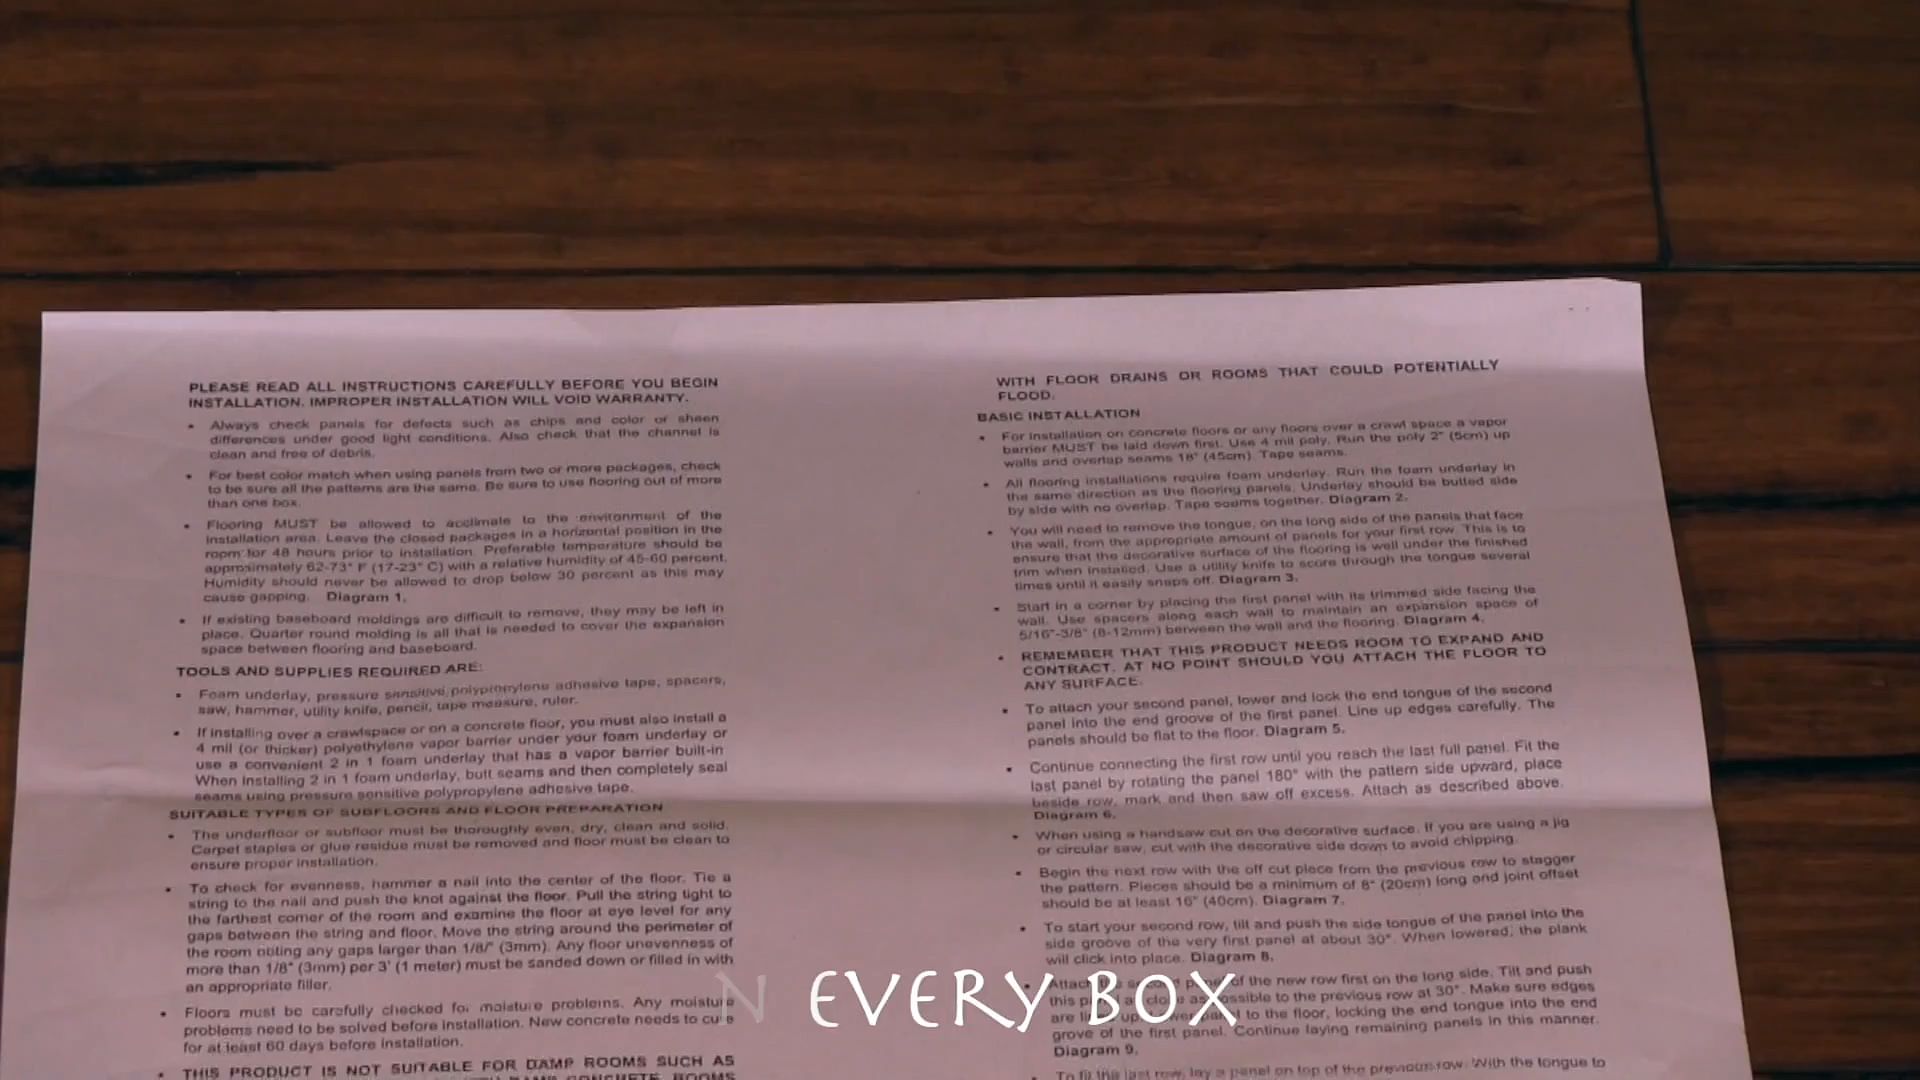 PLEASE READ ALL INSTRUCTIONS CAREFULLY BEFORE YOU BEGIN
INSTALLATION. IMPROPER INSTALLATION WILL VOID WARRANTY.
• Always check panels for defects such as chips and color or sheen
differences under good light conditions. Also check that the channel is
clean and free of debris.
• For best color match when using panels from two or more packages, check
to be sure all the patterns are the same. Be sure to use flooring out of more
than one box.
• Flooring MUST be allowed to acclimate to the environment of the
installation area. Leave the closed packages in a horizontal position in the
room for 48 hours prior to installation. Preferable temperature should be
approximately 62-73° F (17-23° C) with a relative humidity of 45-60 percent.
Humidity should never be allowed to drop below 30 percent as this may
cause gapping. Diagram 1.
• If existing baseboard moldings are difficult to remove, they may be left in
place. Quarter round molding is all that is needed to cover the expansion
space between flooring and baseboard.
TOOLS AND SUPPLIES REQUIRED ARE:
• Foam underlay, pressure sensitive polypropylene adhesive tape, spacers,
saw, hammer, utility knife, pencil, tape measure, ruler.
• If installing over a crawlspace or on a concrete floor, you must also install a
4 mil (or thicker) polyethylene vapor barrier under your foam underlay or
use a convenient 2 in 1 foam underlay that has a vapor barrier built-in
When installing 2 in 1 foam underlay, butt seams and then completely seal
seams using pressure sensitive polypropylene adhesive tape.
SUITABLE TYPES OF SUBFLOORS AND FLOOR PREPARATION
• The underfloor or subfloor must be thoroughly even, dry, clean and solid.
Carpet staples or glue residue must be removed and floor must be clean to
ensure proper installation.
• To check for evenness, hammer a nail into the center of the floor. Tie a
string to the nail and push the knot against the floor. Pull the string tight to
the farthest corner of the room and examine the floor at eye level for any
gaps between the string and floor. Move the string around the perimeter of
the room noting any gaps larger than 1/8/" (3mm). Any floor unevenness of
more than 1/8" (3mm) per 3' (1 meter) must be sanded down or filled in with
an appropriate filler.
• Floors must be carefully checked for moisture problems. Any moisture
problems need to be solved before installation. New concrete needs to cure
for at least 60 days before installation.
• THIS PRODUCT IS NOT SUITABLE FOR DAMP ROOMS SUCH AS
WITH FLOOR DRAINS OR ROOMS THAT COULD POTENTIALLY
FLOOD.
BASIC INSTALLATION
• For installation on concrete floors or any floors over a crawl space a vapor
barrier MUST be laid down first. Use 4 mil poly. Run the poly 2" (5cm) up
walls and overlap seams 18" (45cm). Tape seams.
• All flooring installations require foam underlay. Run the foam underlay in
the same direction as the flooring panels. Underlay should be butted side
by side with no overlap. Tape seams together. Diagram 2.
• You will need to remove the tongue, on the long side of the panels that face
the wall, from the appropriate amount of panels for your first row. This is to
ensure that the decorative surface of the flooring is well under the finished
trim when installed. Use a utility knife to score through the tongue several
times until it easily snaps off. Diagram 3.
• Start in a corner by placing the first panel with its trimmed side facing the
wall. Use spacers along each wall to maintain an expansion space of
5/16"-3/8" (8-12mm) between the wall and the flooring. Diagram 4.
• REMEMBER THAT THIS PRODUCT NEEDS ROOM TO EXPAND AND
CONTRACT. AT NO POINT SHOULD YOU ATTACH THE FLOOR TO
ANY SURFACE.
• To attach your second panel, lower and lock the end tongue of the second
panel into the end groove of the first panel. Line up edges carefully. The
panels should be flat to the floor. Diagram 5.
• Continue connecting the first row until you reach the last full panel. Fit the
last panel by rotating the panel 180° with the pattern side upward, place
beside row, mark and then saw off excess. Attach as described above.
Diagram 6.
• When using a handsaw cut on the decorative surface. If you are using a jig
or circular saw, cut with the decorative side down to avoid chipping.
• Begin the next row with the off cut piece from the previous row to stagger
the pattern. Pieces should be a minimum of 8" (20cm) long and joint offset
should be at least 16" (40cm). Diagram 7.
• To start your second row, tilt and push the side tongue of the panel into the
side groove of the very first panel at about 30°. When lowered, the plank
will click into place. Diagram 8.
• Attach of the new row first on the long side. Tilt and push
this to the previous row at 30°. Make sure edges
are to the floor, locking the end tongue into the end
grove of the first panel. Continue laying remaining panels in this manner.
Diagram 9.
• To fit the last row, lay a panel on top of the previous row. With the tongue to
N EVERY BOX